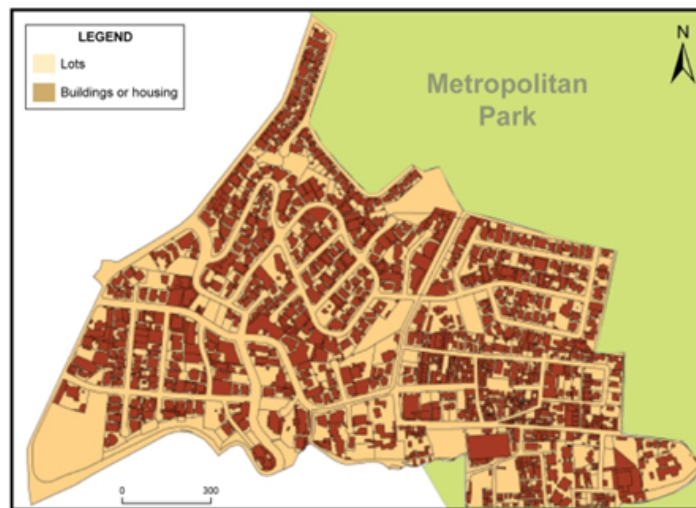 LEGEND
Lots
Buildings or housing
N
Metropolitan
Park
0 300